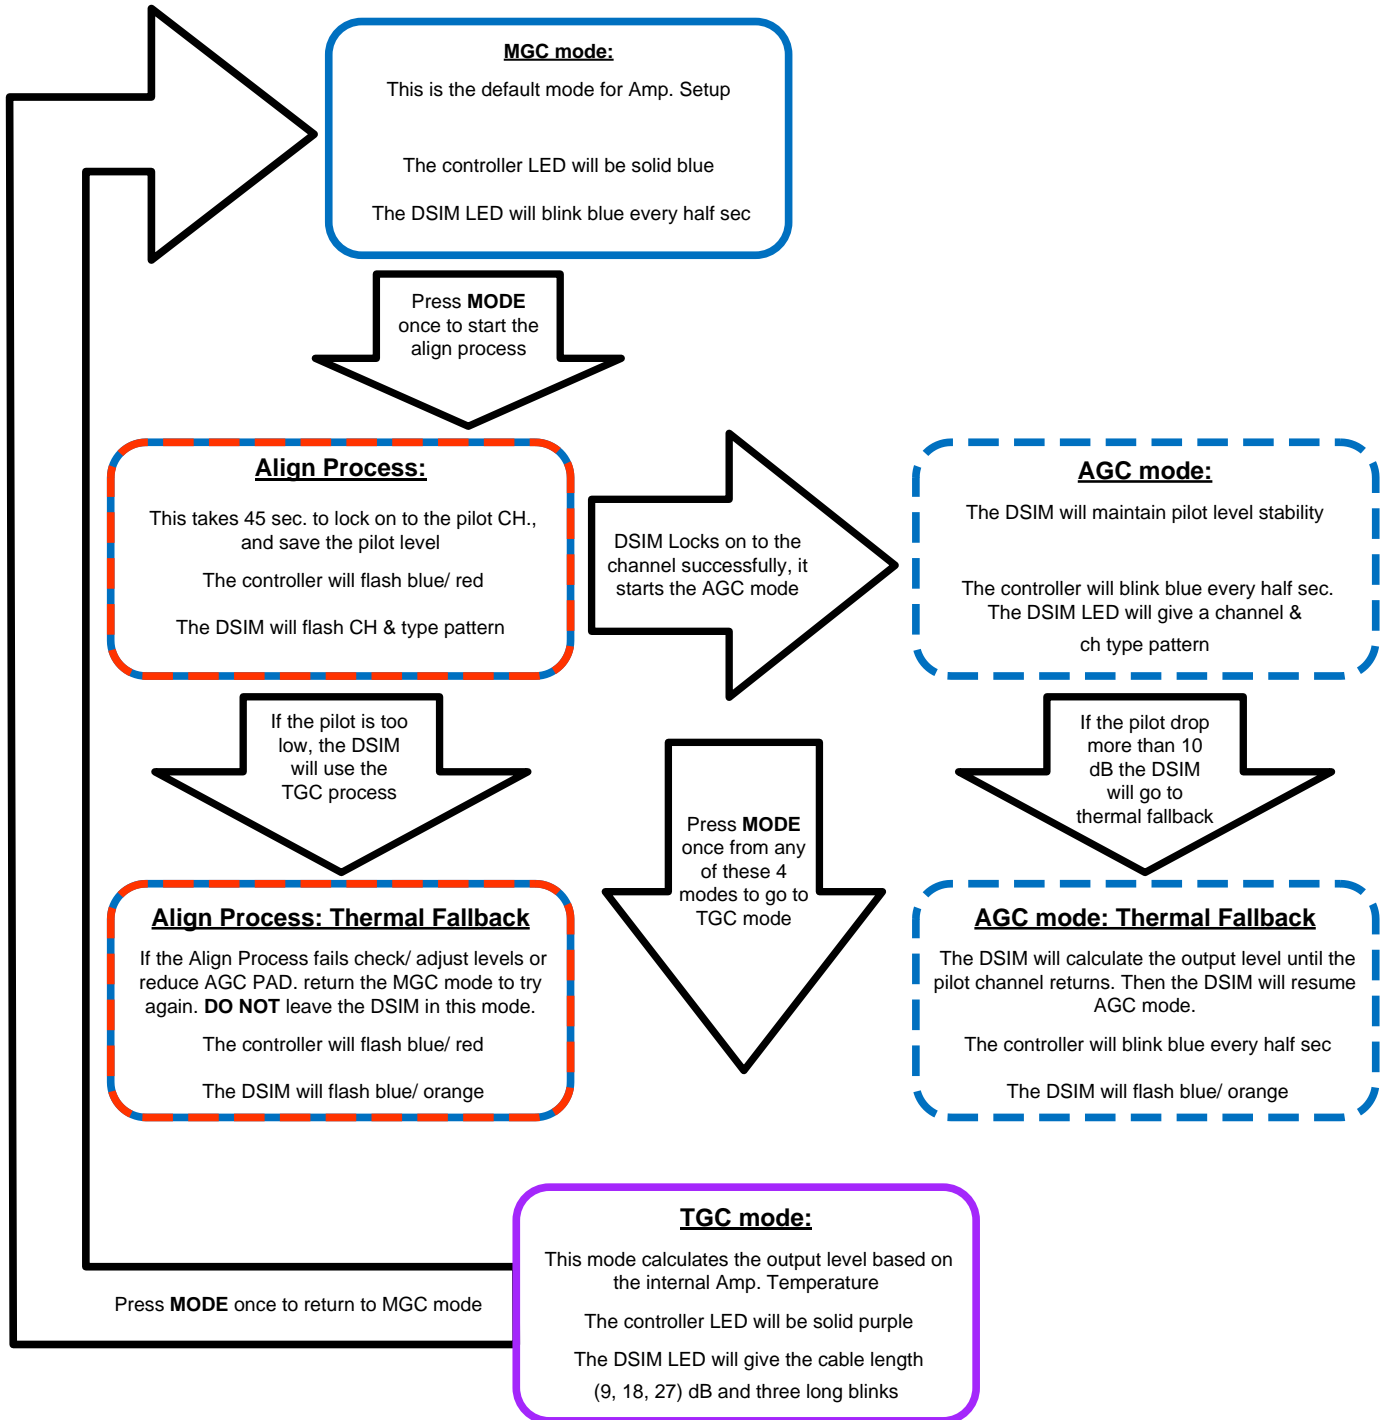 MGC mode:
This is the default mode for Amp. Setup
The controller LED will be solid blue
The DSIM LED will blink blue every half sec
Press MODE
once to start the
align process
Align Process:
This takes 45 sec. to lock on to the pilot CH.,
and save the pilot level
The controller will flash blue/ red
The DSIM will flash CH & type pattern
DSIM Locks on to the
channel successfully, it
starts the AGC mode
AGC mode:
The DSIM will maintain pilot level stability
The controller will blink blue every half sec.
The DSIM LED will give a channel &
ch type pattern
If the pilot is too
low, the DSIM
will use the
TGC process
Press MODE
once from any
of these 4
modes to go to
TGC mode
If the pilot drop
more than 10
dB the DSIM
will go to
thermal fallback
Align Process: Thermal Fallback
If the Align Process fails check/ adjust levels or
reduce AGC PAD. return the MGC mode to try
again. DO NOT leave the DSIM in this mode.
The controller will flash blue/ red
The DSIM will flash blue/ orange
AGC mode: Thermal Fallback
The DSIM will calculate the output level until the
pilot channel returns. Then the DSIM will resume
AGC mode.
The controller will blink blue every half sec
The DSIM will flash blue/ orange
TGC mode:
This mode calculates the output level based on
the internal Amp. Temperature
The controller LED will be solid purple
The DSIM LED will give the cable length
(9, 18, 27) dB and three long blinks
Press MODE once to return to MGC mode